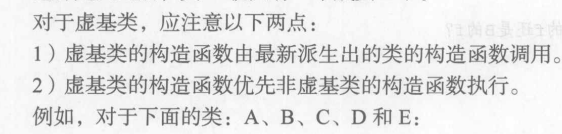 对于虚基类，应注意以下两点：
1）虚基类的构造函数由最新派生出的类的构造函数调用。
2）虚基类的构造函数优先非虚基类的构造函数执行。
例如，对于下面的类：A、B、C、D 和 E：